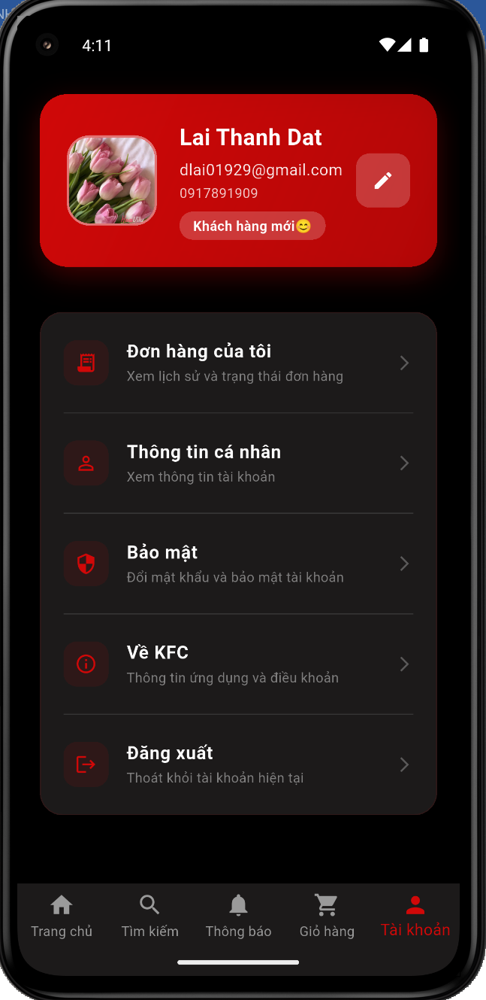 4:11
Lai Thanh Dat
dlai01929@gmail.com
0917891909
Khách hàng mới😊
Đơn hàng của tôi
Xem lịch sử và trạng thái đơn hàng
Thông tin cá nhân
Xem thông tin tài khoản
Bảo mật
Đổi mật khẩu và bảo mật tài khoản
Về KFC
Thông tin ứng dụng và điều khoản
Đăng xuất
Thoát khỏi tài khoản hiện tại
Trang chủ
Tìm kiếm
Thông báo
Giỏ hàng
Tài khoản